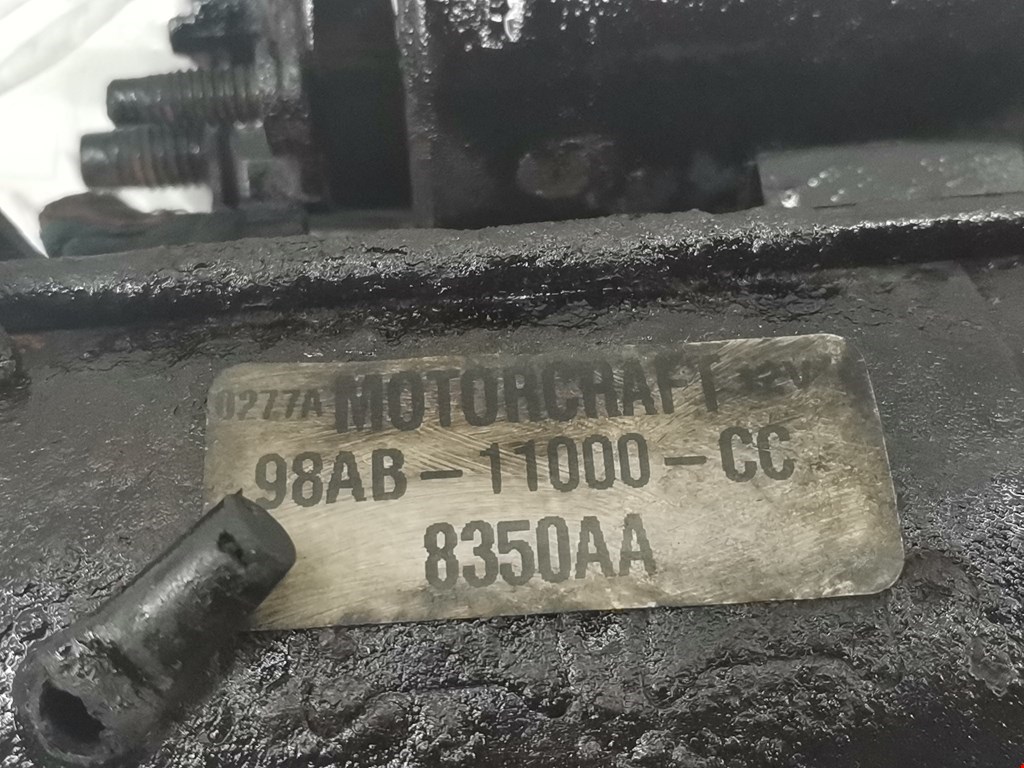 0277A MOTORCRAFT 12V
98AB-11000-CC
8350AA